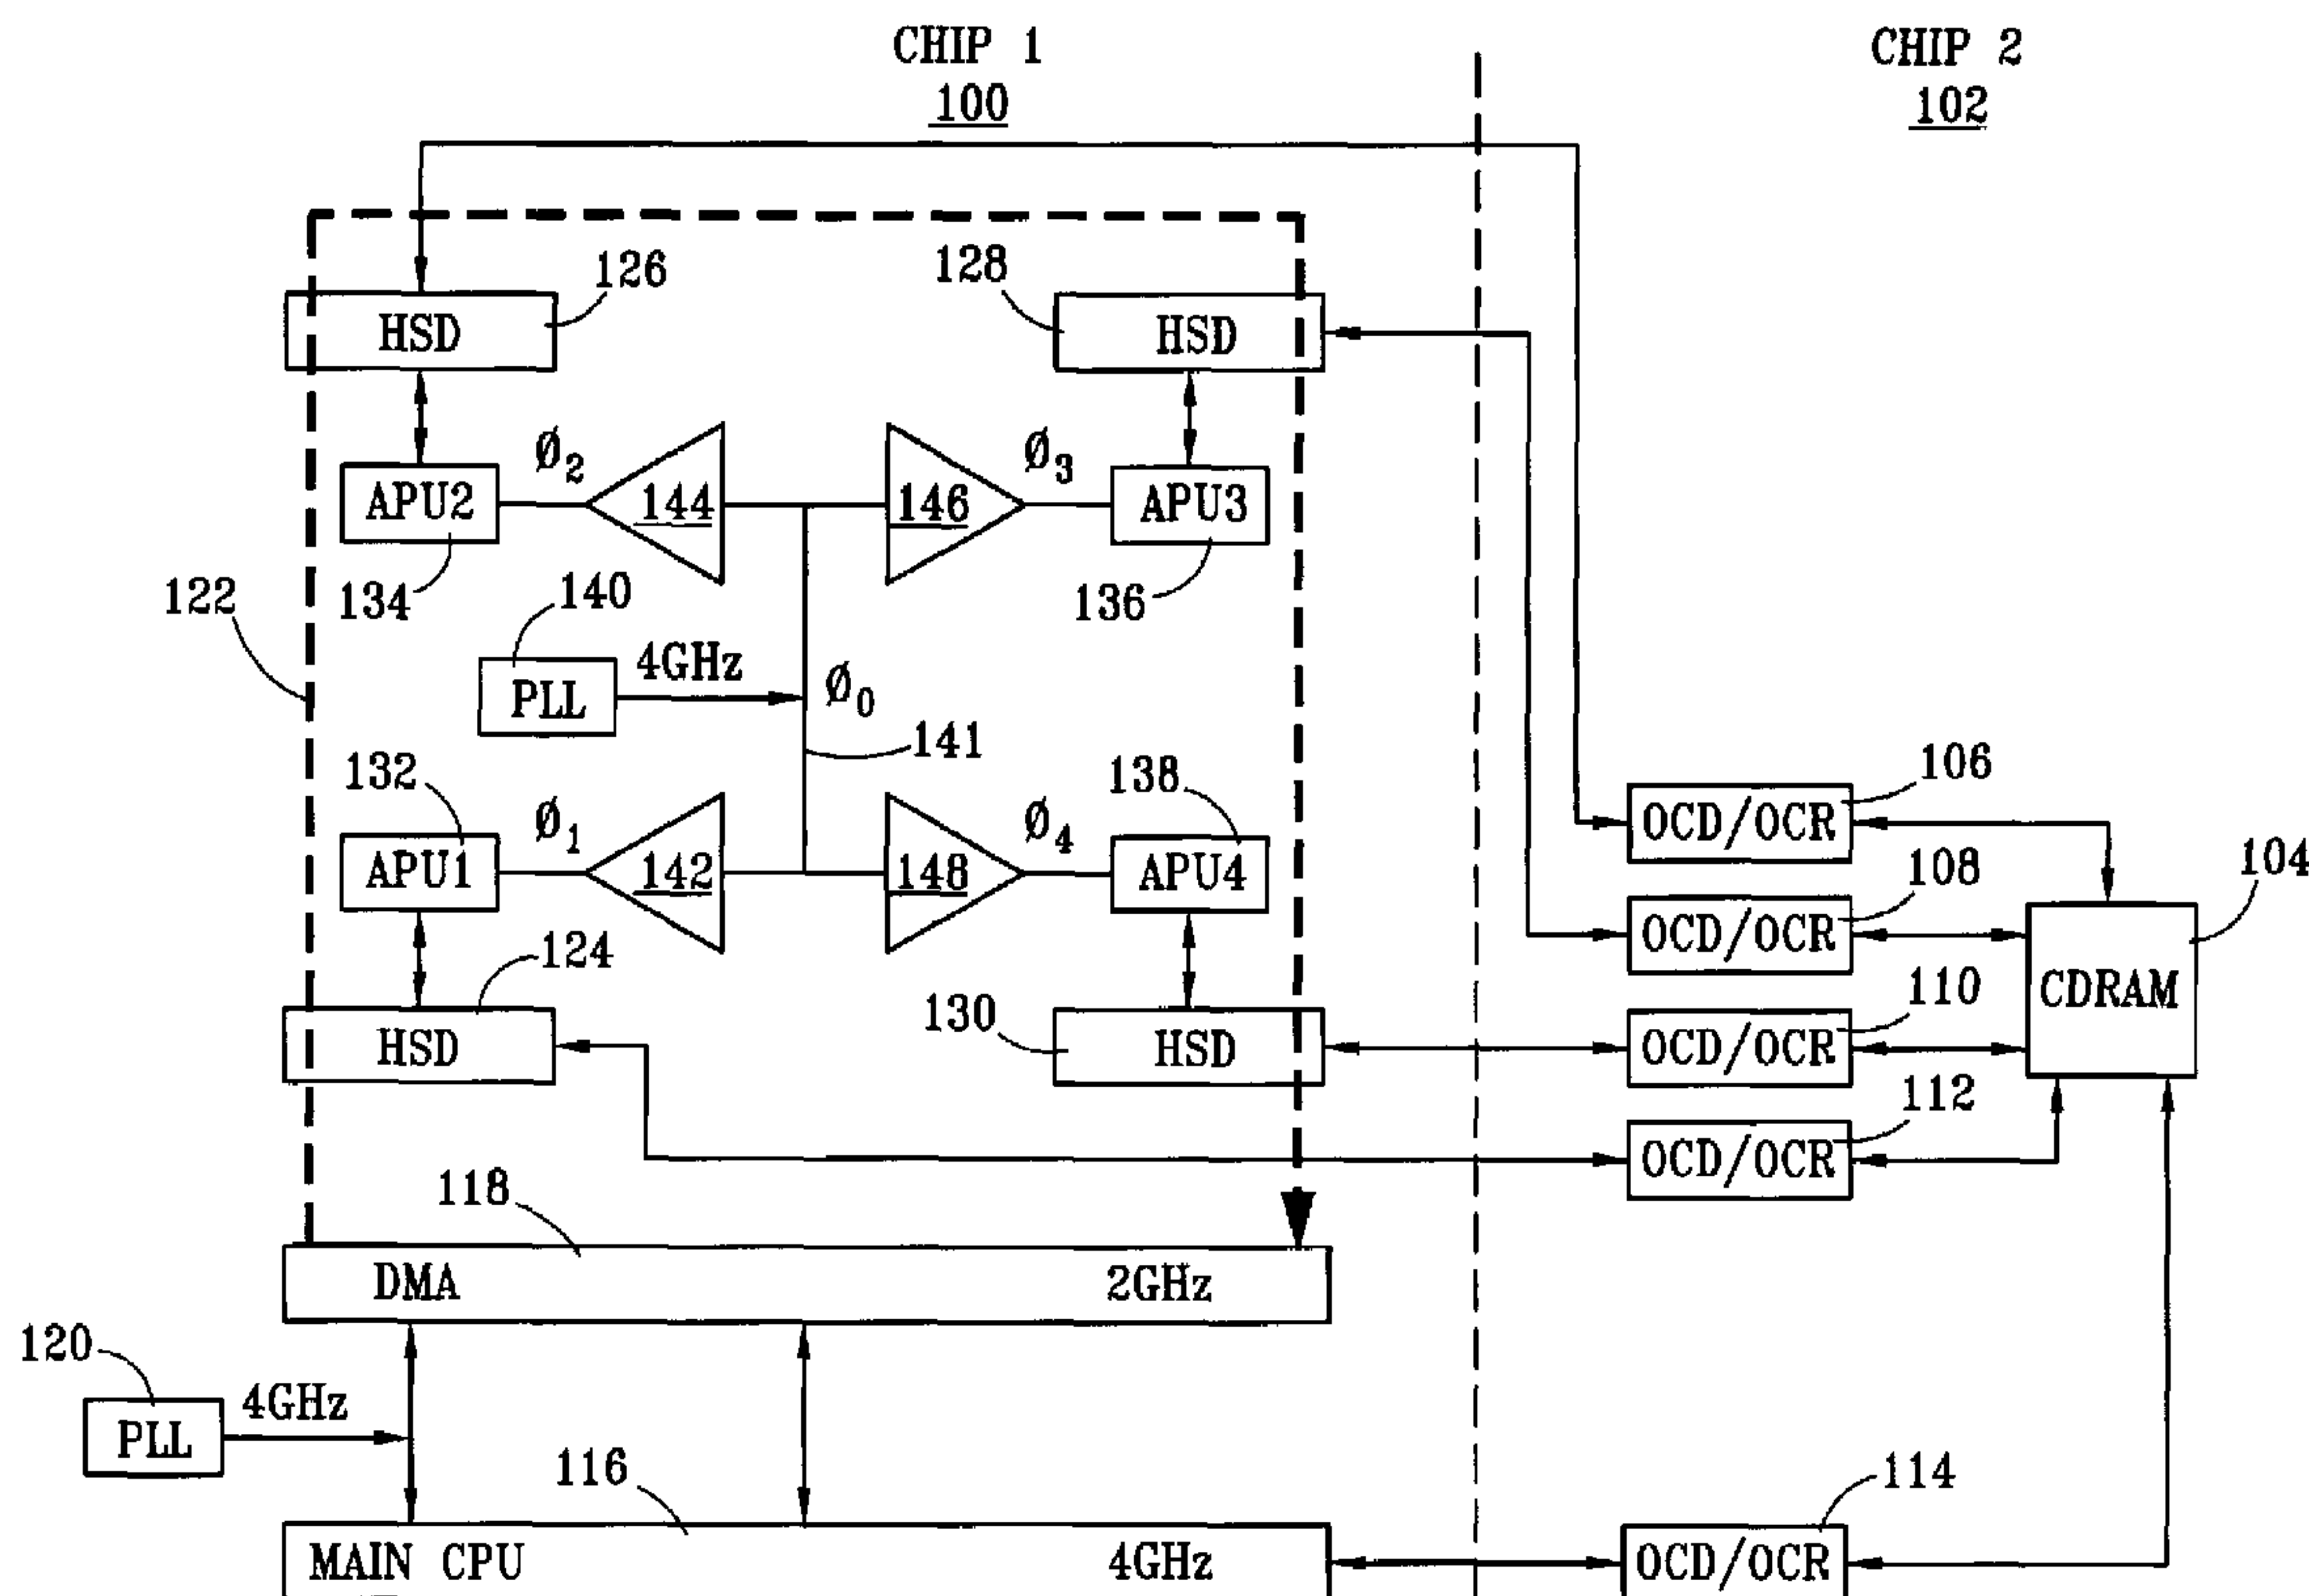 CHIP 1
100
CHIP 2
102
126
128
HSD
HSD
Ø2
Ø3
APU2
144
146
APU3
134
136
122
140
4GHz
PLL
Ø0
141
132
138
106
Ø1
Ø4
OCD/OCR
APU1
142
148
APU4
108
104
OCD/OCR
124
130
110
CDRAM
HSD
HSD
OCD/OCR
112
OCD/OCR
118
DMA
2GHz
120
4GHz
PLL
116
114
MAIN CPU
4GHz
OCD/OCR